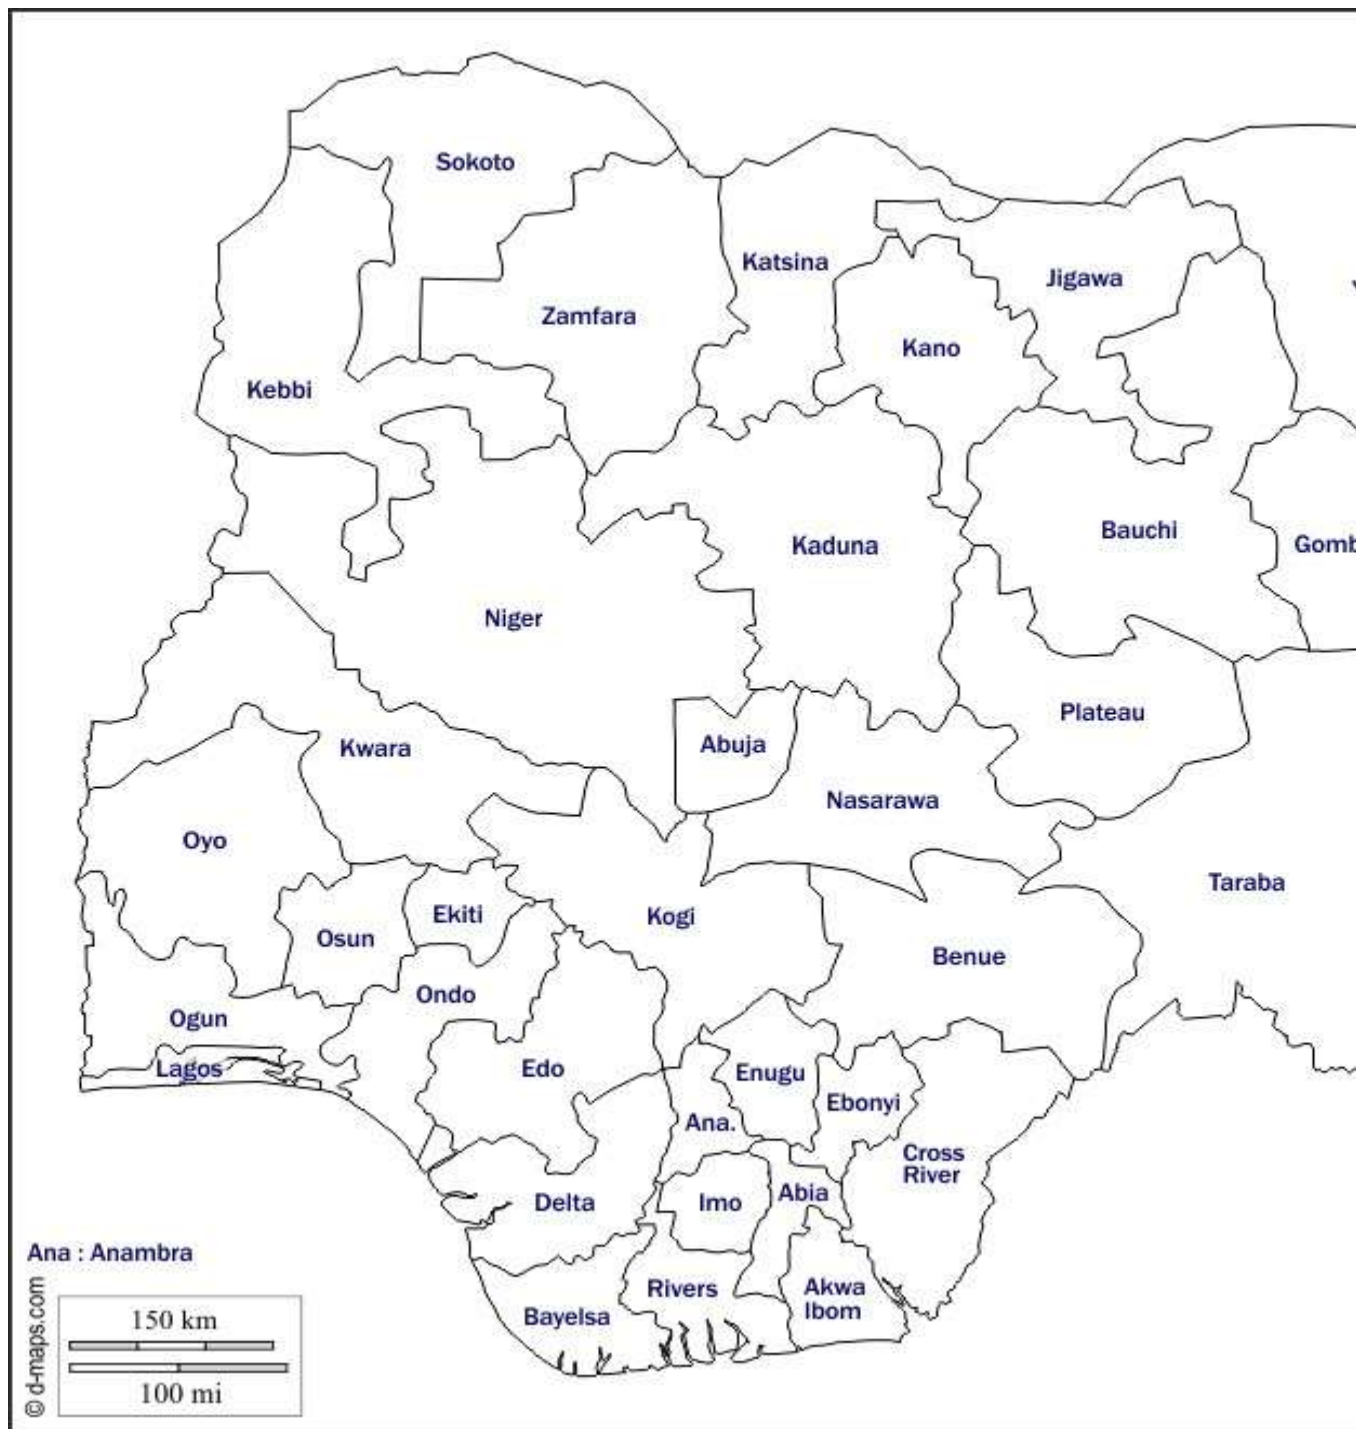 Sokoto
Katsina
Jigawa
Zamfara
Kano
Kebbi
Bauchi
Kaduna
Gomb
Niger
Plateau
Abuja
Kwara
Nasarawa
Oyo
Taraba
Ekiti
Kogi
Osun
Benue
Ondo
Ogun
Lagos
Edo
Enugu
Ebonyi
Ana.
Cross
River
Delta
Imo
Abia
Ana : Anambra
Rivers
Akwa
Ibom
Bayelsa
© d-maps.com
150 km
100 mi